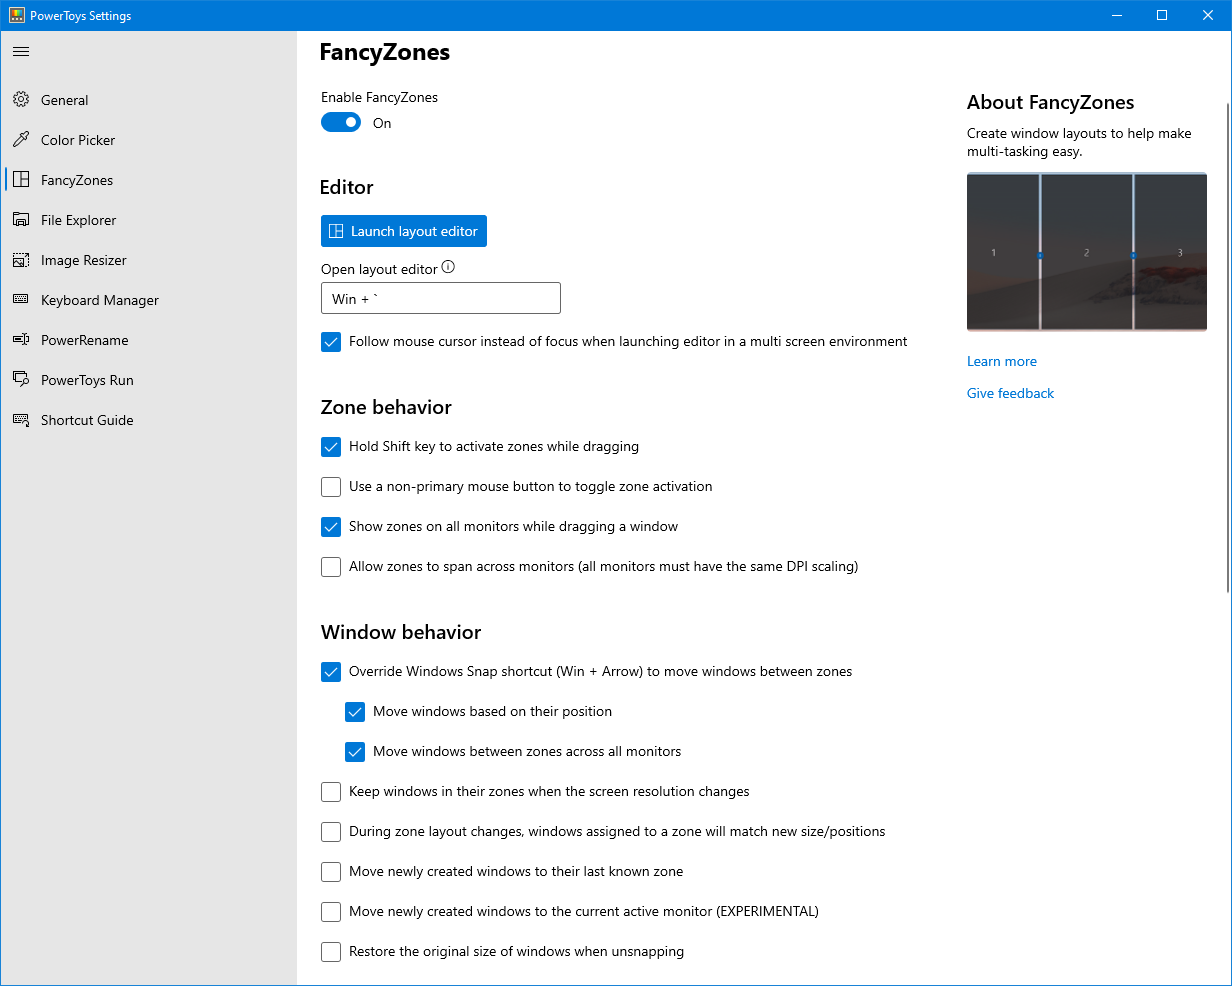 PowerToys Settings
General
Color Picker
FancyZones
File Explorer
Image Resizer
Keyboard Manager
PowerRename
PowerToys Run
Shortcut Guide
FancyZones
Enable FancyZones
On
Editor
Launch layout editor
Open layout editor
Win + `
Follow mouse cursor instead of focus when launching editor in a multi screen environment
Zone behavior
Hold Shift key to activate zones while dragging
Use a non-primary mouse button to toggle zone activation
Show zones on all monitors while dragging a window
Allow zones to span across monitors (all monitors must have the same DPI scaling)
Window behavior
Override Windows Snap shortcut (Win + Arrow) to move windows between zones
Move windows based on their position
Move windows between zones across all monitors
Keep windows in their zones when the screen resolution changes
During zone layout changes, windows assigned to a zone will match new size/positions
Move newly created windows to their last known zone
Move newly created windows to the current active monitor (EXPERIMENTAL)
Restore the original size of windows when unsnapping
About FancyZones
Create window layouts to help make
multi-tasking easy.
1 2 3
Learn more
Give feedback